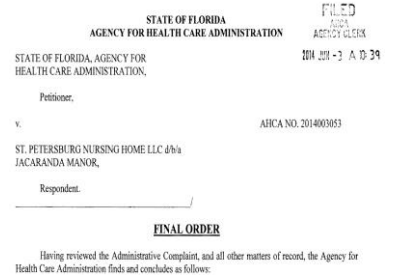 STATE OF FLORIDA
AGENCY FOR HEALTH CARE ADMINISTRATION
FILED
AHCA
AGENCY CLERK
2014 JUN -3 A 10:39
STATE OF FLORIDA, AGENCY FOR
HEALTH CARE ADMINISTRATION,
Petitioner,
v.
AHCA NO. 2014003053
ST. PETERSBURG NURSING HOME LLC d/b/a
JACARANDA MANOR,
Respondent.
/
FINAL ORDER
Having reviewed the Administrative Complaint, and all other matters of record, the Agency for
Health Care Administration finds and concludes as follows: